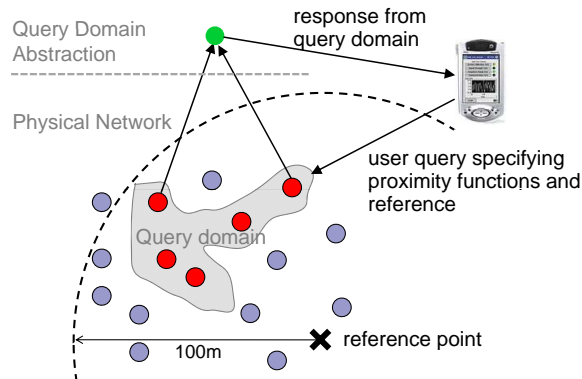 Query Domain
Abstraction
response from
query domain
Physical Network
user query specifying
proximity functions and
reference
Query domain
reference point
100m